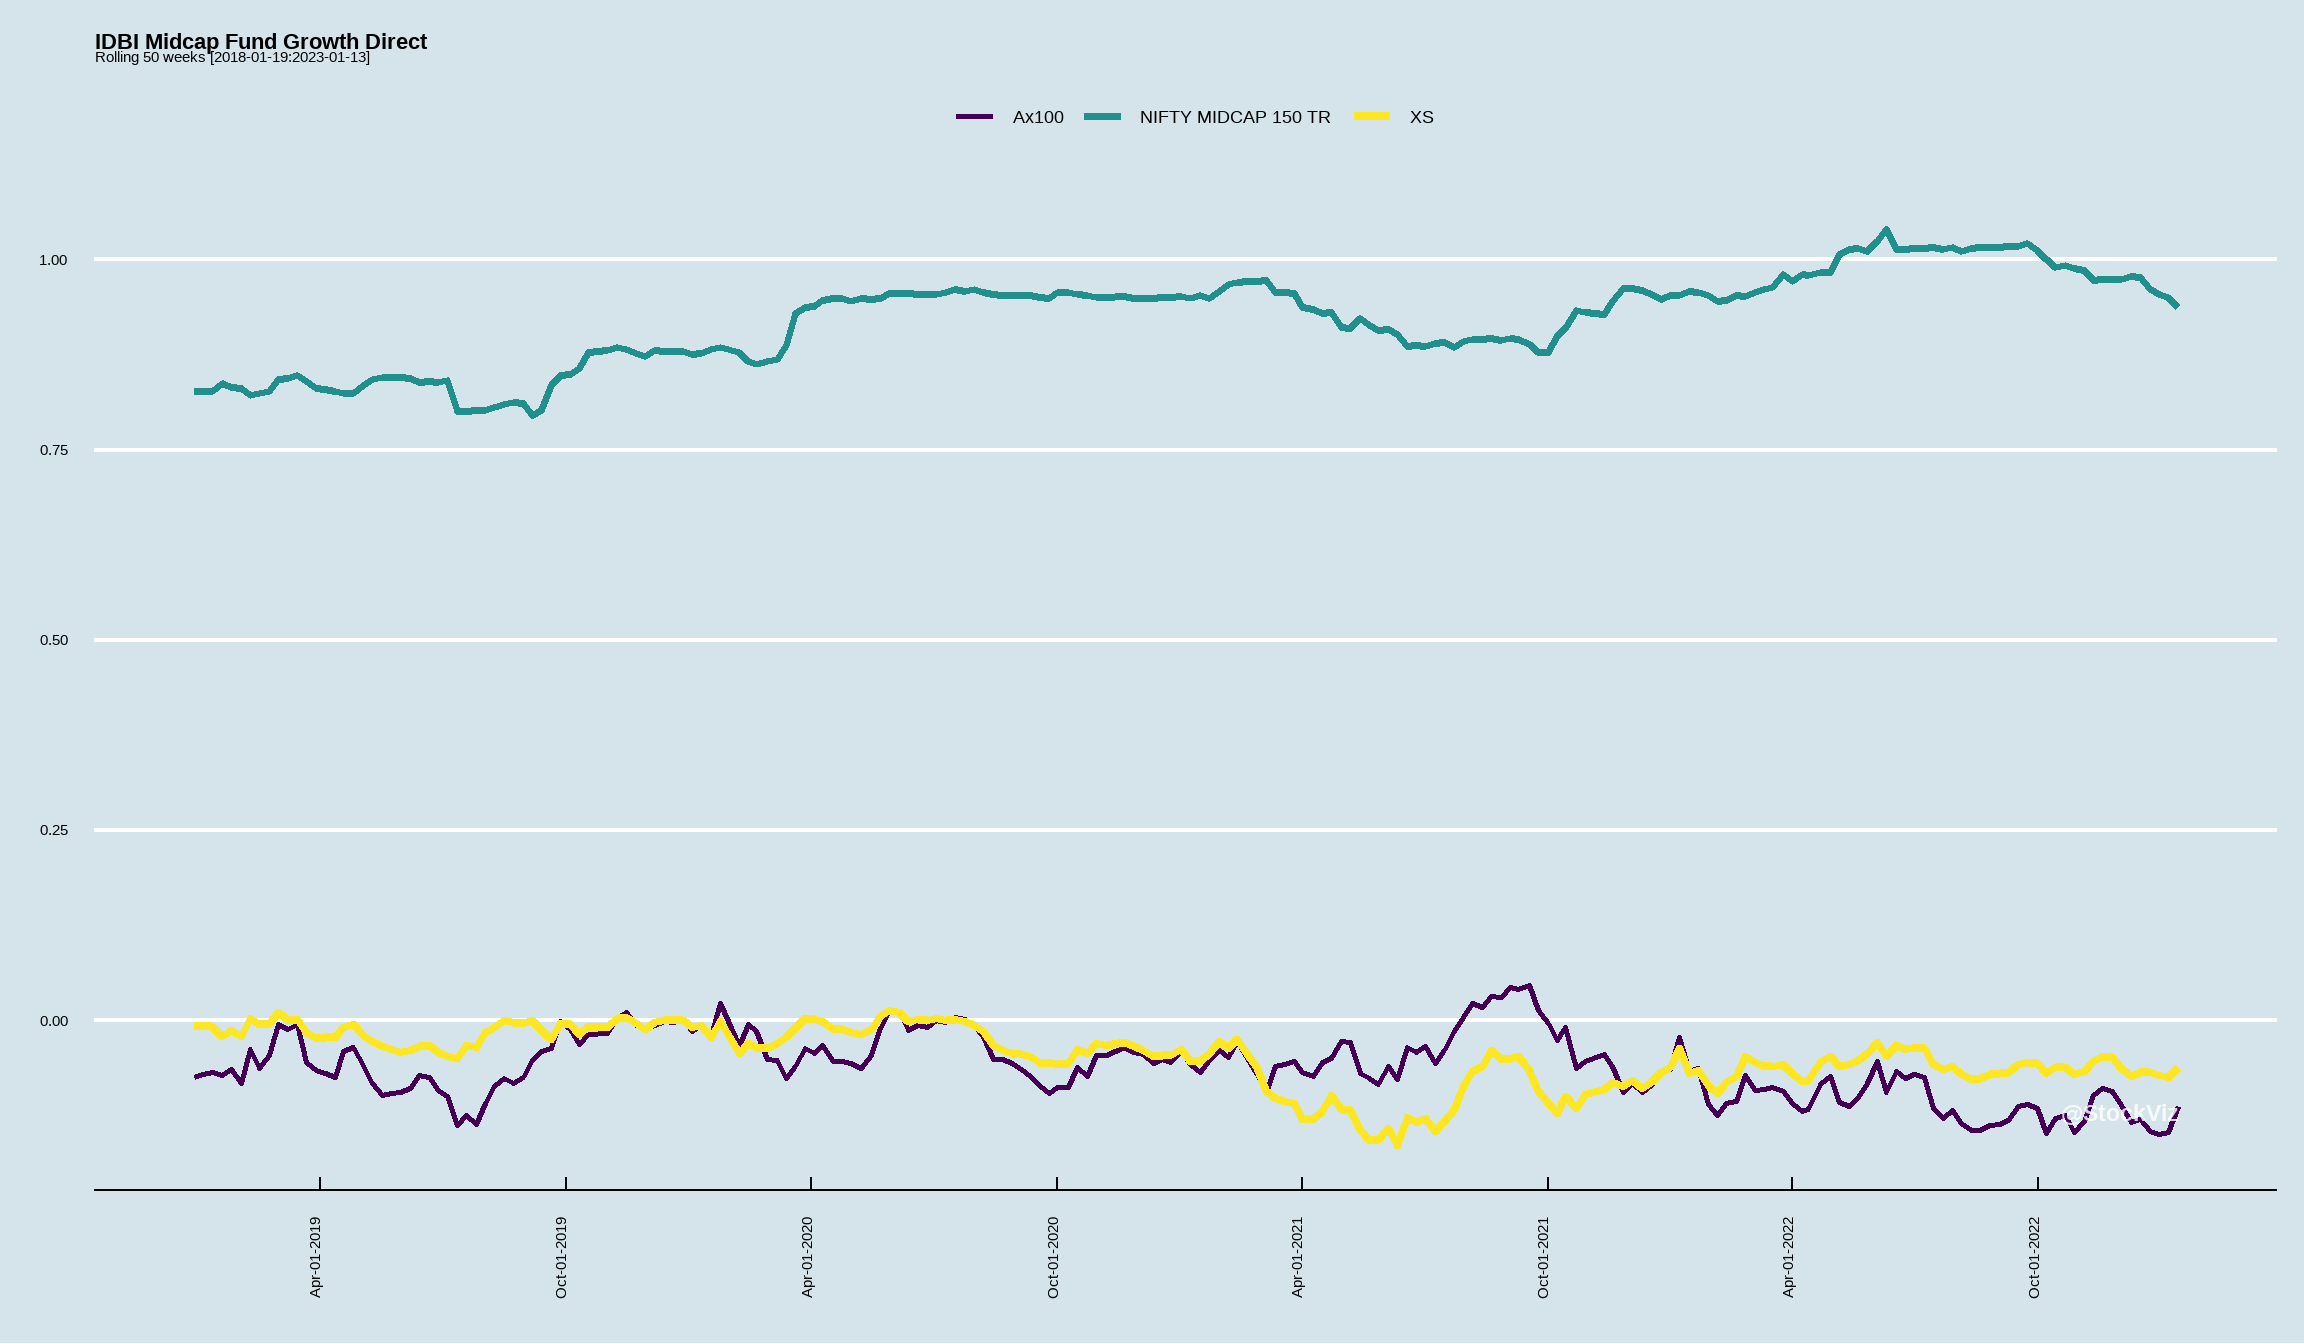 IDBI Midcap Fund Growth Direct
Rolling 50 weeks [2018-01-19:2023-01-13]
Ax100 NIFTY MIDCAP 150 TR XS
1.00
0.75
0.50
0.25
0.00
@StockViz
Apr-01-2019 Oct-01-2019 Apr-01-2020 Oct-01-2020 Apr-01-2021 Oct-01-2021 Apr-01-2022 Oct-01-2022